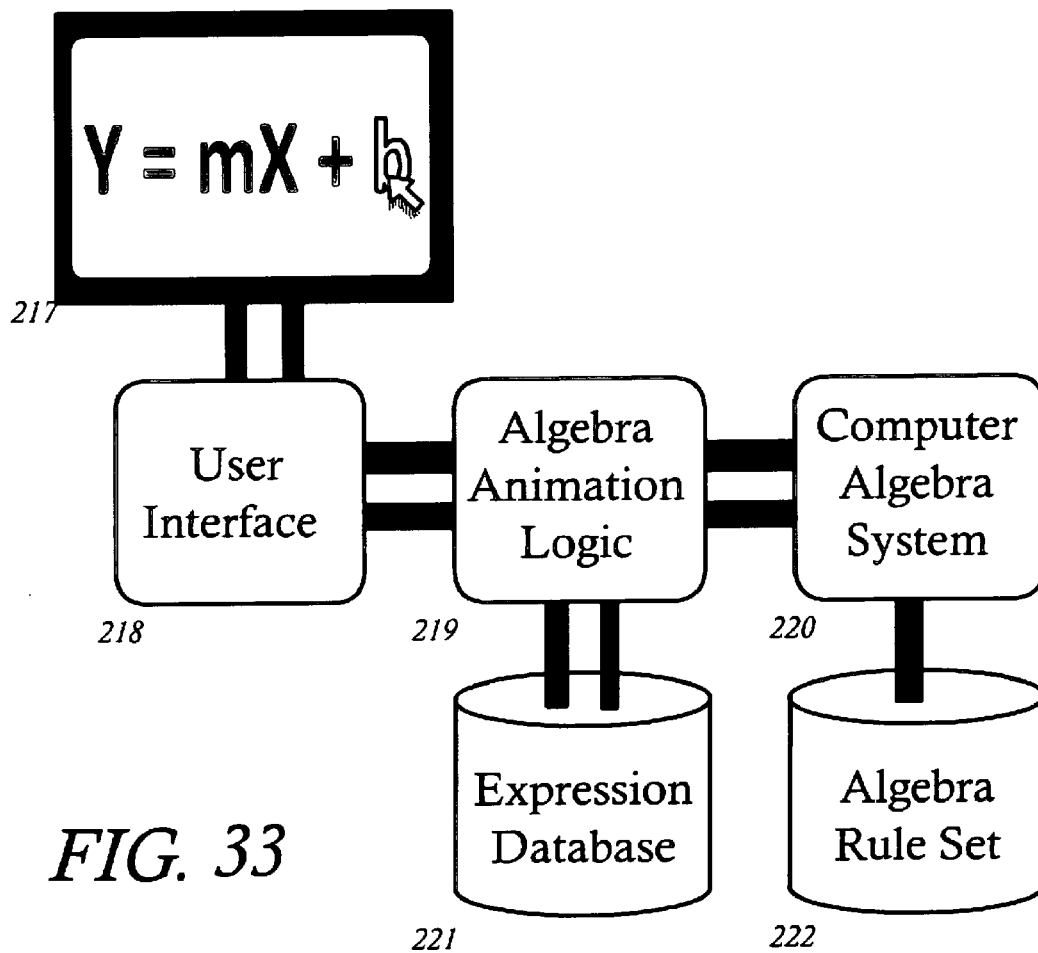 Y = mX + b
217
User
Interface
Algebra
Animation
Logic
Computer
Algebra
System
218
219
220
Expression
Database
Algebra
Rule Set
FIG. 33
221
222